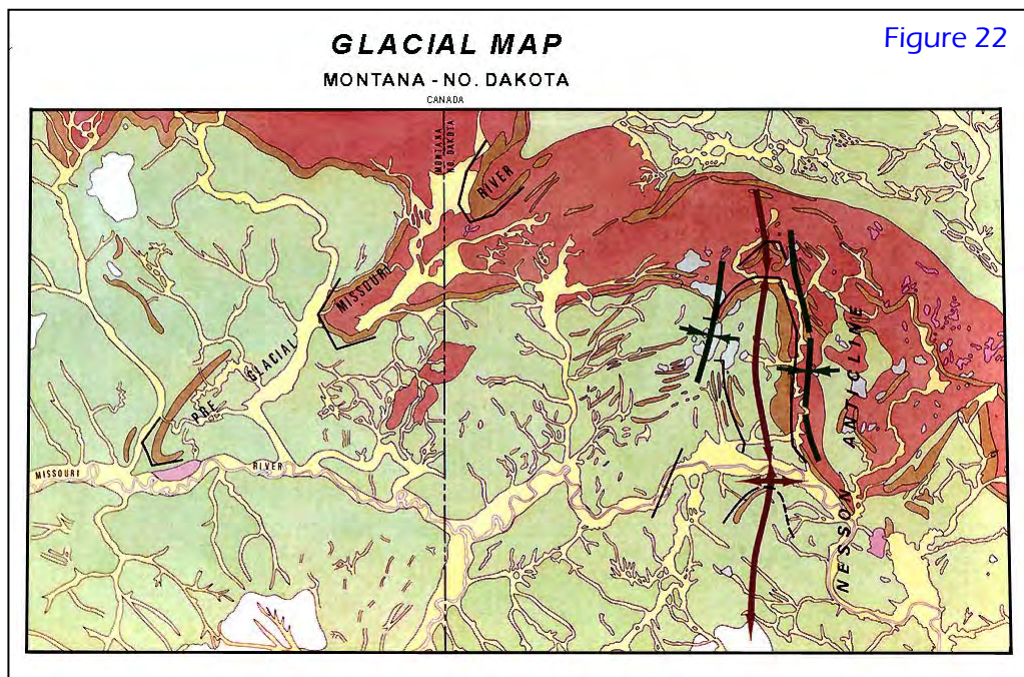 Figure 22
GLACIAL MAP
MONTANA - NO. DAKOTA
CANADA
MONTANA
NO. DAKOTA
RIVER
MISSOURI
GLACIAL
PRE
MISSOURI
RIVER
NESSON ANTICLINE